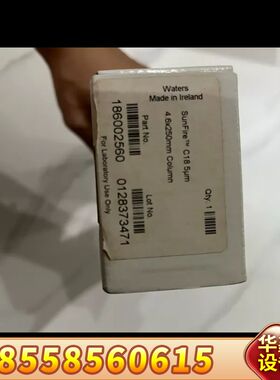 Waters
Made in Ireland
SunFire™ C18 5µm
4.6x250mm Column
Qty: 1
Part No.
186002560
Lot No.
0128373471
For Laboratory Use Only
18558560615
华
设